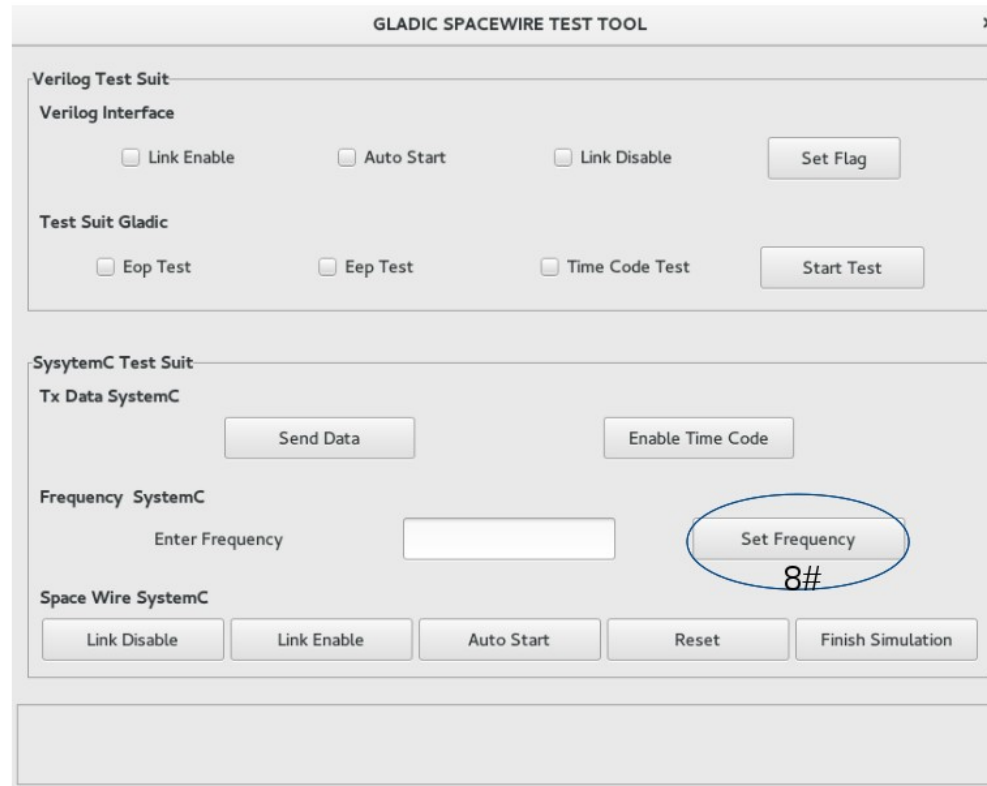 GLADIC SPACEWIRE TEST TOOL
Verilog Test Suit
Verilog Interface
Link Enable Auto Start Link Disable Set Flag
Test Suit Gladic
Eop Test Eep Test Time Code Test Start Test
SysytemC Test Suit
Tx Data SystemC
Send Data Enable Time Code
Frequency SystemC
Enter Frequency Set Frequency
8#
Space Wire SystemC
Link Disable Link Enable Auto Start Reset Finish Simulation